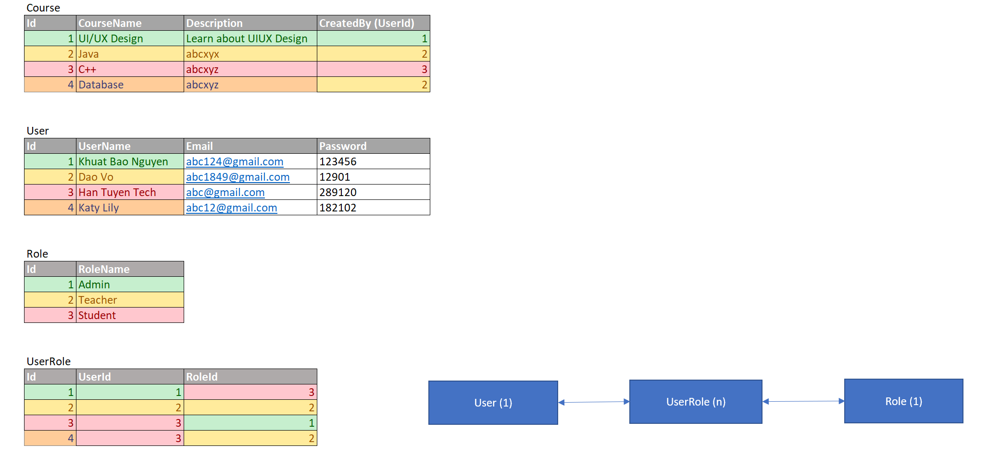 Course
Id CourseName Description CreatedBy (UserId)
1 UI/UX Design Learn about UIUX Design 1
2 Java abcxyx 2
3 C++ abcxyz 3
4 Database abcxyz 2
User
Id UserName Email Password
1 Khuat Bao Nguyen abc124@gmail.com 123456
2 Dao Vo abc1849@gmail.com 12901
3 Han Tuyen Tech abc@gmail.com 289120
4 Katy Lily abc12@gmail.com 182102
Role
Id RoleName
1 Admin
2 Teacher
3 Student
UserRole
Id UserId RoleId
1 1 3
2 2 2
3 3 1
4 3 2
User (1) UserRole (n) Role (1)